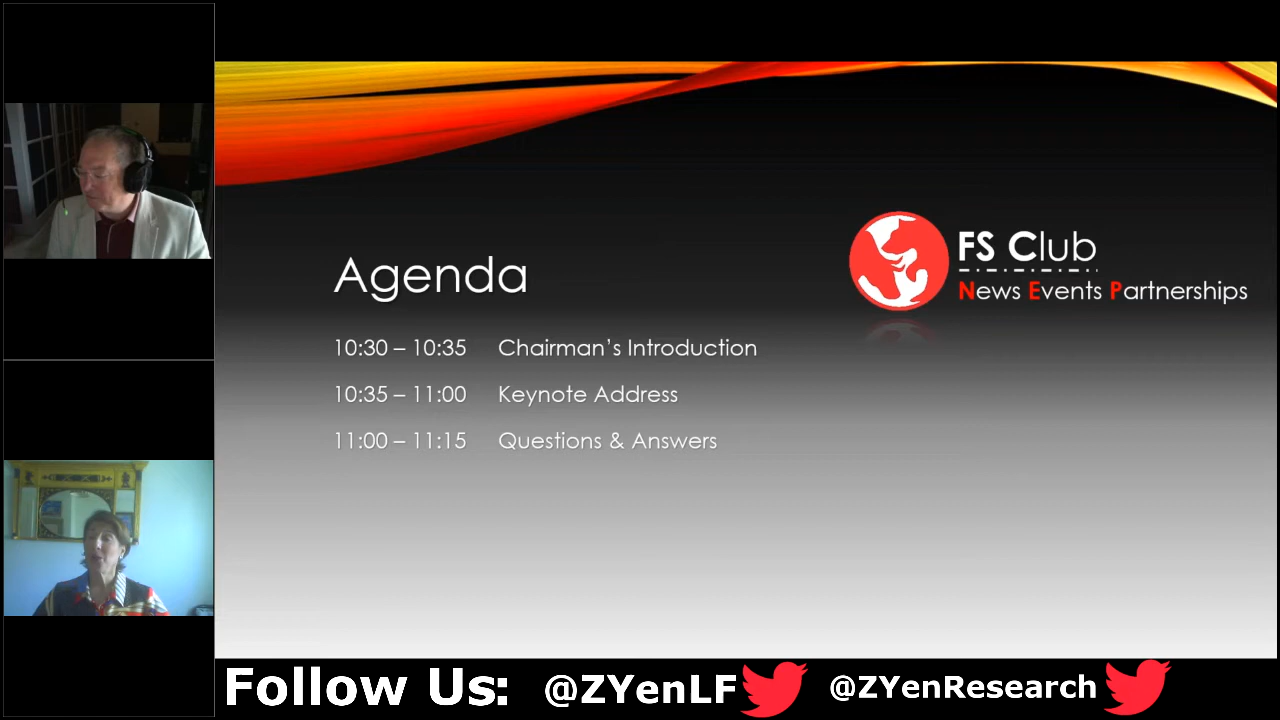 FS Club
News Events Partnerships
Agenda
10:30 – 10:35 Chairman’s Introduction
10:35 – 11:00 Keynote Address
11:00 – 11:15 Questions & Answers
Follow Us: @ZYenLF @ZYenResearch